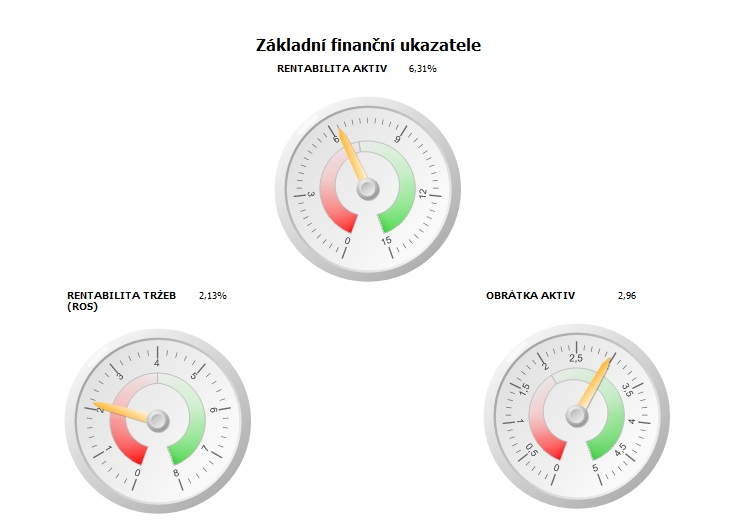 Základní finanční ukazatele
RENTABILITA AKTIV 6,31%
0 3 6 9 12 15
RENTABILITA TRŽEB 2,13%
(ROS)
0 1 2 3 4 5 6 7 8
OBRÁTKA AKTIV 2,96
0 0,5 1 1,5 2 2,5 3,5 4 4,5 5